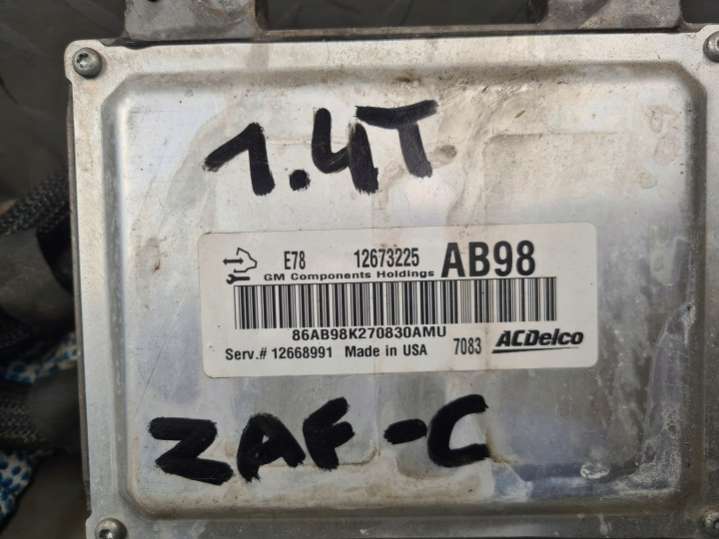 1.4T
E78 12673225 AB98
GM Components Holdings
86AB98K270830AMU
Serv.# 12668991 Made in USA 7083 ACDelco
ZAF-C